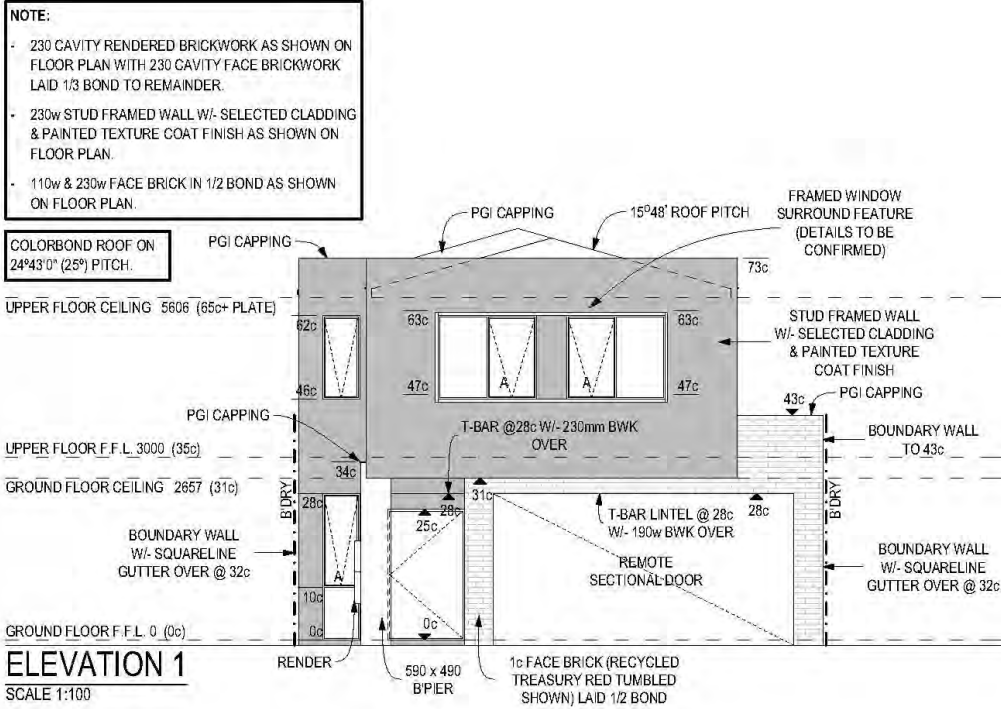 NOTE:
- 230 CAVITY RENDERED BRICKWORK AS SHOWN ON
FLOOR PLAN WITH 230 CAVITY FACE BRICKWORK
LAID 1/3 BOND TO REMAINDER.
- 230w STUD FRAMED WALL W/- SELECTED CLADDING
& PAINTED TEXTURE COAT FINISH AS SHOWN ON
FLOOR PLAN.
- 110w & 230w FACE BRICK IN 1/2 BOND AS SHOWN
ON FLOOR PLAN.
COLORBOND ROOF ON
24º43'0" (25º) PITCH.
PGI CAPPING
PGI CAPPING
15º48' ROOF PITCH
FRAMED WINDOW
SURROUND FEATURE
(DETAILS TO BE
CONFIRMED)
73c
UPPER FLOOR CEILING 5606 (65c+ PLATE)
62c
63c
63c
STUD FRAMED WALL
W/- SELECTED CLADDING
& PAINTED TEXTURE
COAT FINISH
A
A
46c
47c
47c
PGI CAPPING
43c
PGI CAPPING
T-BAR @28c W/- 230mm BWK
OVER
BOUNDARY WALL
TO 43c
UPPER FLOOR F.F.L. 3000 (35c)
34c
GROUND FLOOR CEILING 2657 (31c)
31c
B'DRY
B'DRY
28c
28c
28c
25c
T-BAR LINTEL @ 28c
W/- 190w BWK OVER
BOUNDARY WALL
W/- SQUARELINE
GUTTER OVER @ 32c
A
REMOTE
SECTIONAL DOOR
BOUNDARY WALL
W/- SQUARELINE
GUTTER OVER @ 32c
10c
0c
0c
GROUND FLOOR F.F.L. 0 (0c)
ELEVATION 1
SCALE 1:100
RENDER
590 x 490
B'PIER
1c FACE BRICK (RECYCLED
TREASURY RED TUMBLED
SHOWN) LAID 1/2 BOND